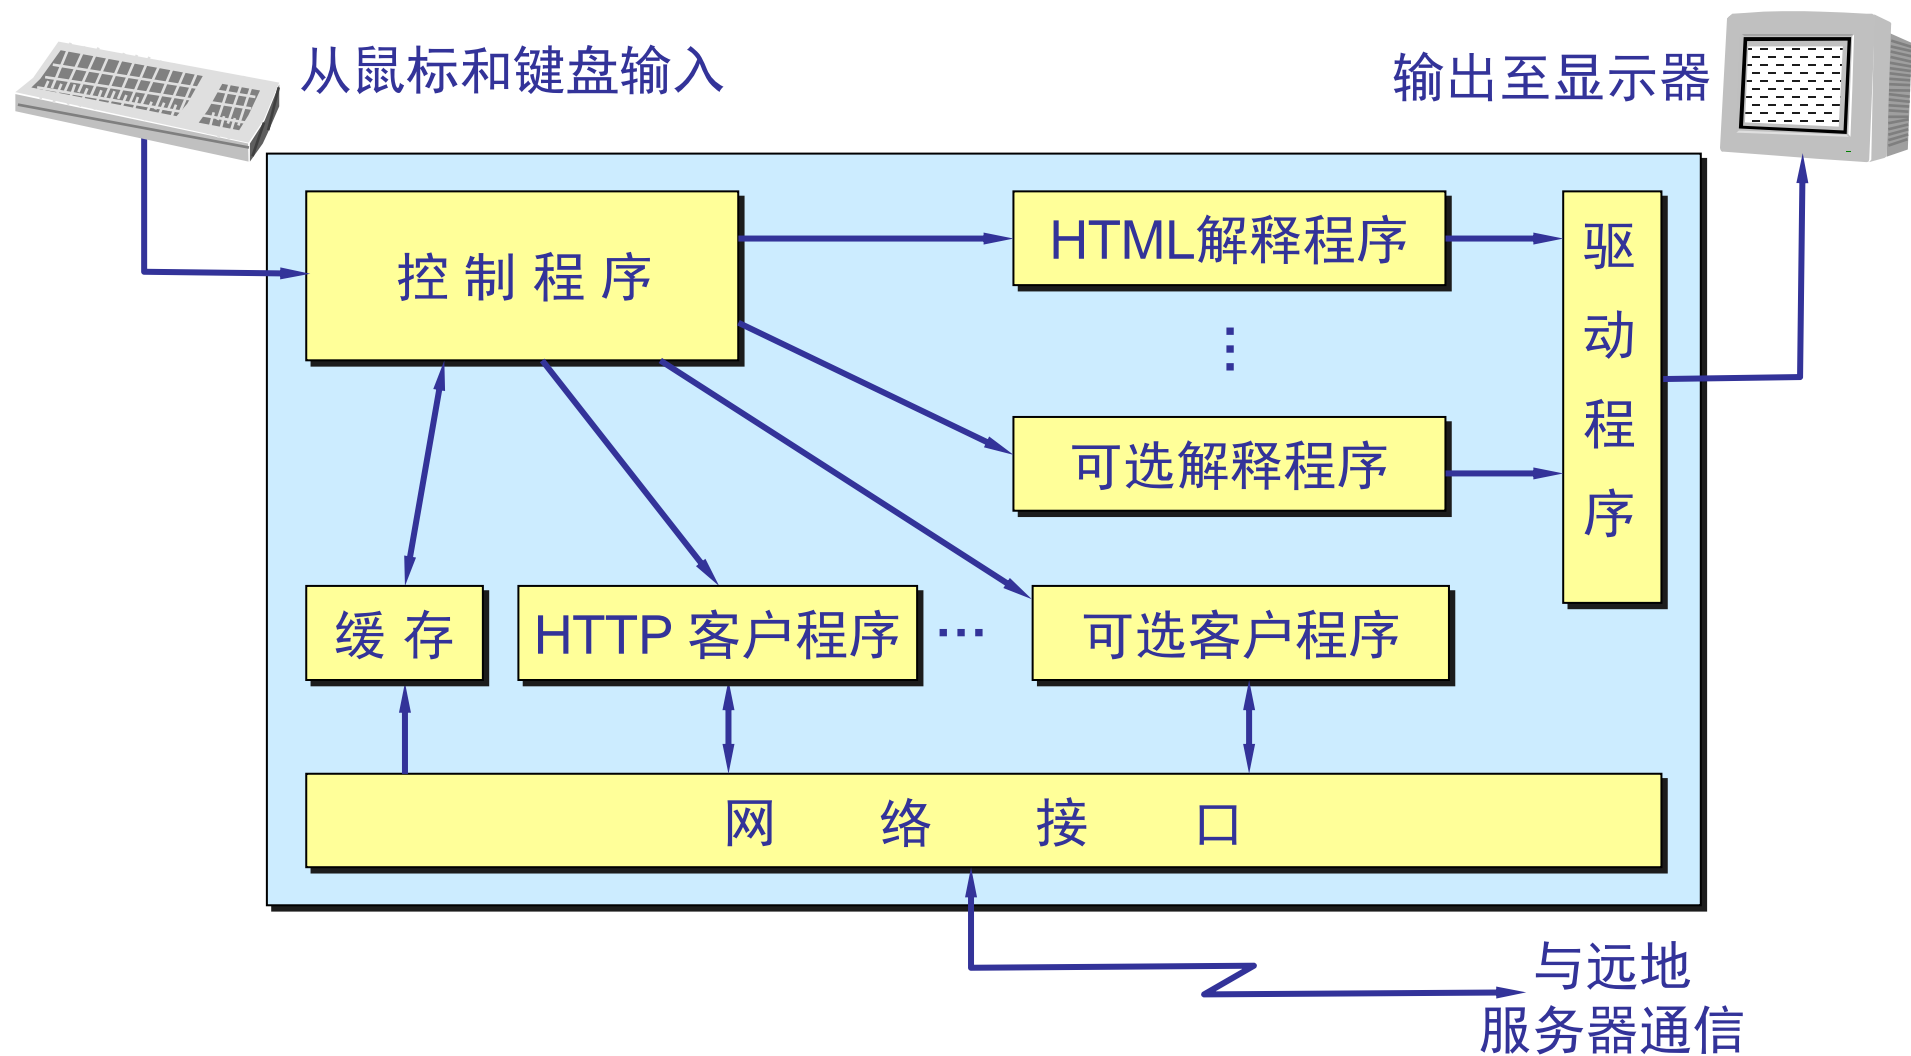 从鼠标和键盘输入
输出至显示器
控制程序
HTML解释程序
驱动程序
可选解释程序
缓存
HTTP 客户程序
…
可选客户程序
网络接口
与远地
服务器通信